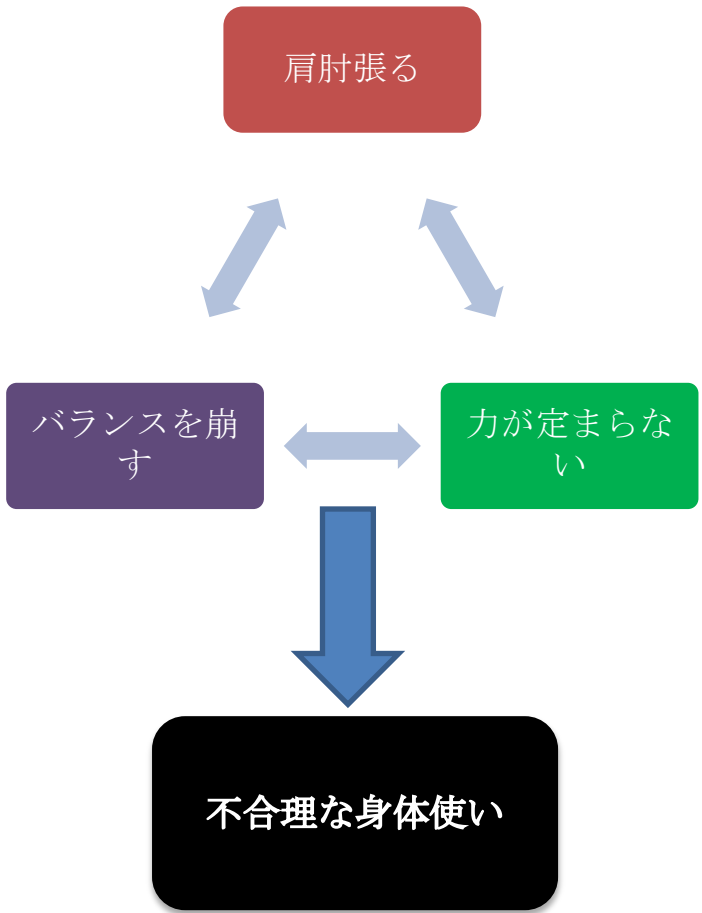 肩肘張る
バランスを崩
す
力が定まらな
い
不合理な身体使い